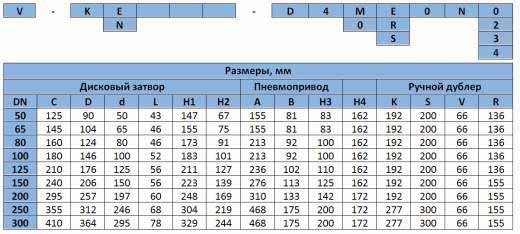 V - K E - D 4 M E 0 N 0
N 0 R 2
S 3
4
Размеры, мм
Дисковый затвор Пневмопривод Ручной дублер
DN C D d L H1 H2 A B H3 H4 K S V R
50 125 90 50 43 147 67 155 81 83 162 192 200 66 136
65 145 104 65 46 155 75 155 81 83 162 192 200 66 136
80 160 124 80 46 173 91 213 92 100 162 192 200 66 136
100 180 146 100 52 183 101 213 92 100 162 192 200 66 136
125 210 176 125 56 211 127 236 102 110 162 192 200 66 136
150 240 206 150 56 223 139 276 113 125 162 192 200 66 155
200 295 257 197 60 248 169 310 133 142 172 192 200 66 155
250 355 312 246 68 304 219 468 175 200 172 277 300 66 155
300 410 364 295 78 329 244 468 175 200 172 277 300 66 155